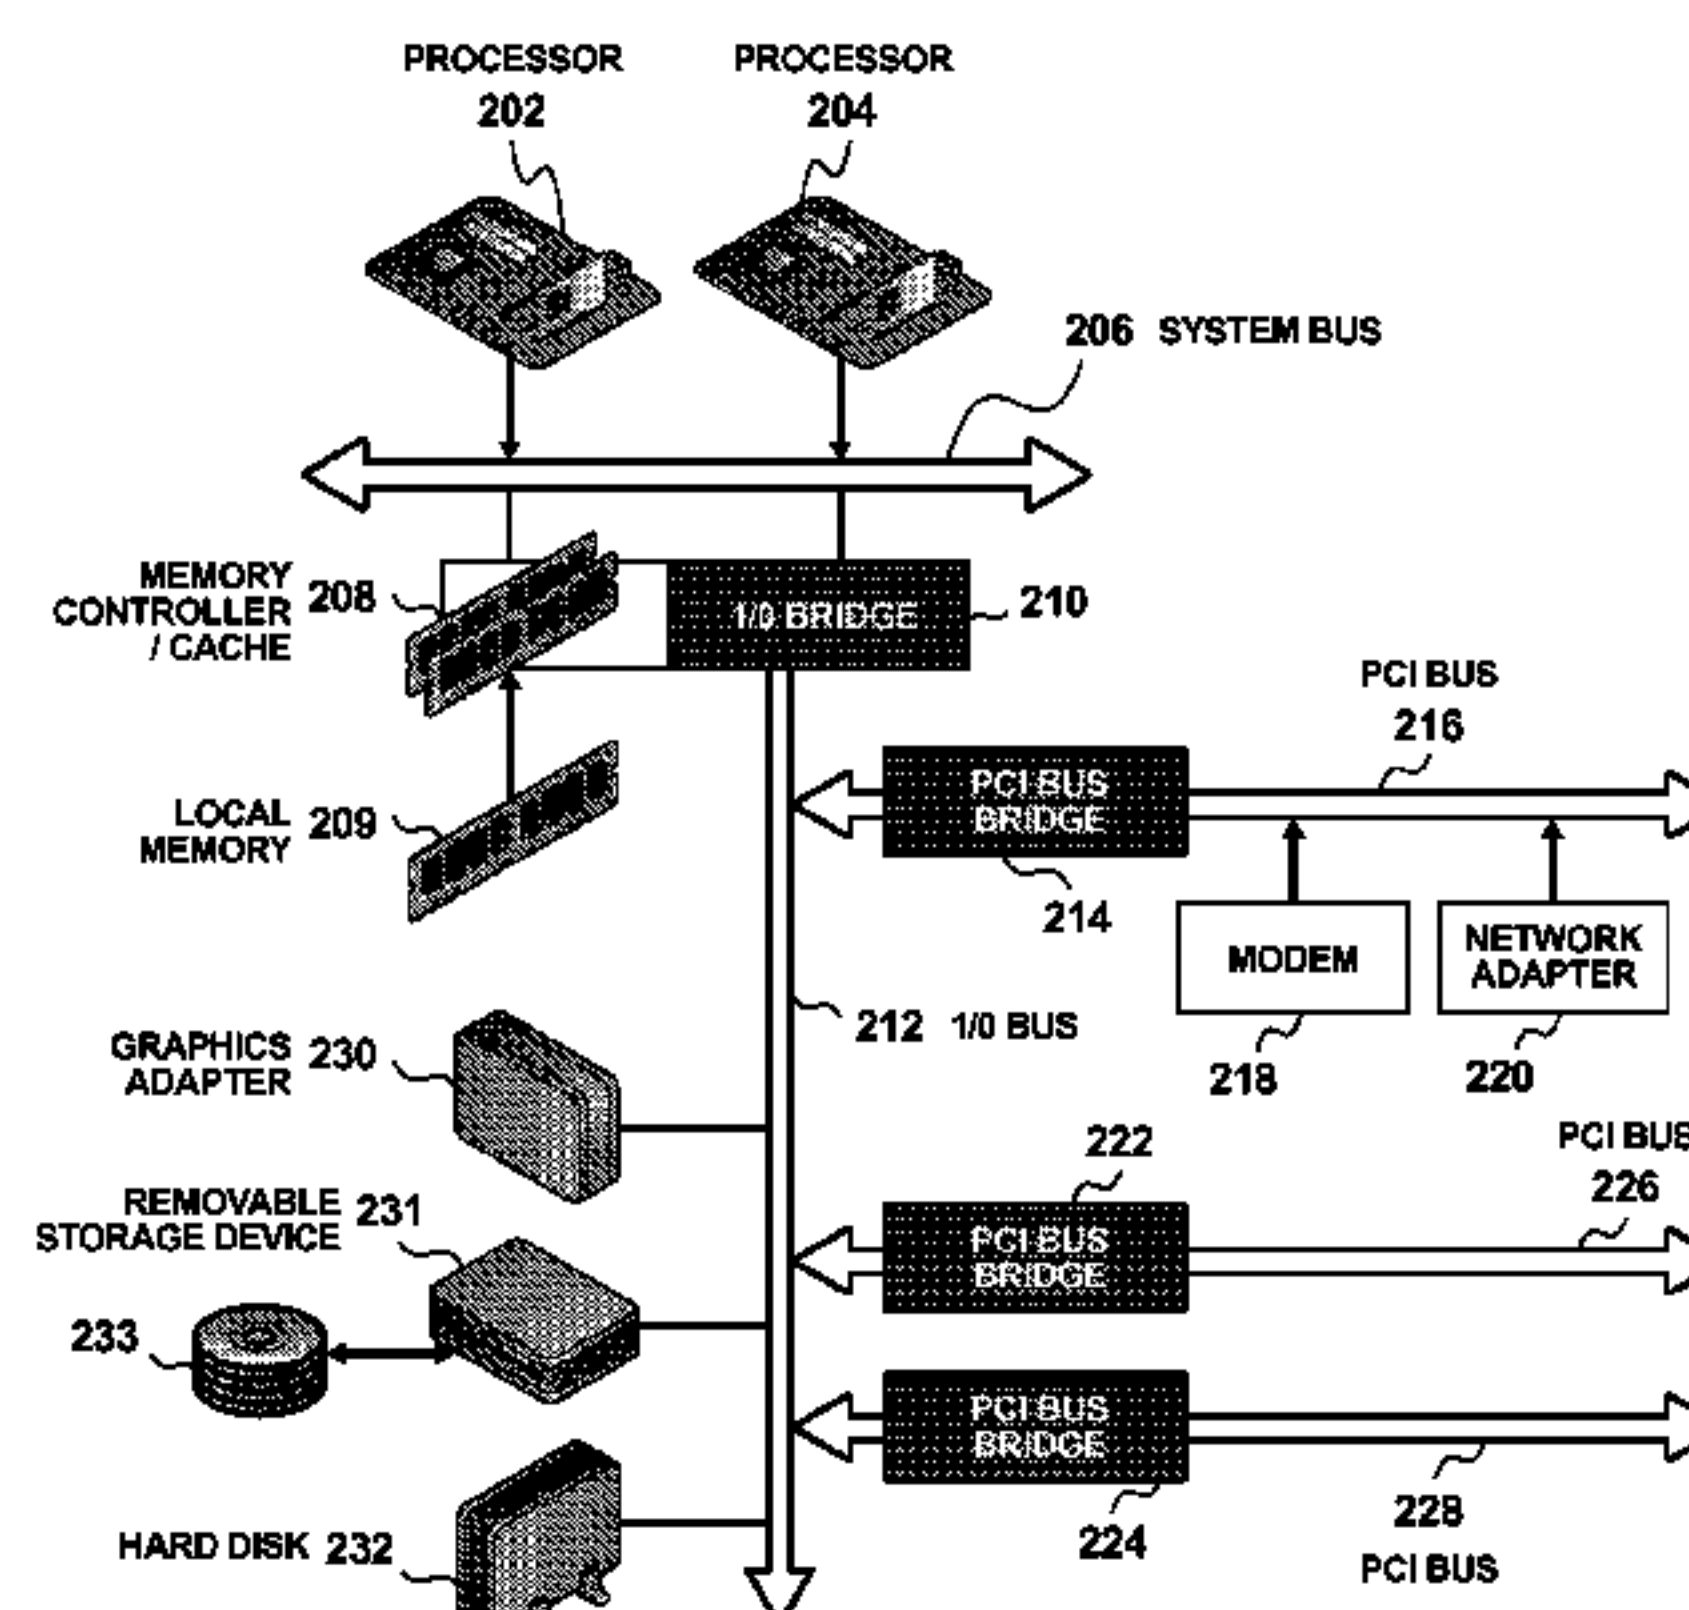 PROCESSOR
202
PROCESSOR
204
206 SYSTEM BUS
MEMORY
CONTROLLER
/ CACHE
208
1/0 BRIDGE
210
LOCAL
MEMORY
209
PCI BUS
216
PCI BUS
BRIDGE
214
MODEM
218
NETWORK
ADAPTER
220
212 1/0 BUS
GRAPHICS
ADAPTER
230
222
PCI BUS
BRIDGE
PCI BUS
226
REMOVABLE
STORAGE DEVICE
231
233
PCI BUS
BRIDGE
224
228
PCI BUS
HARD DISK 232